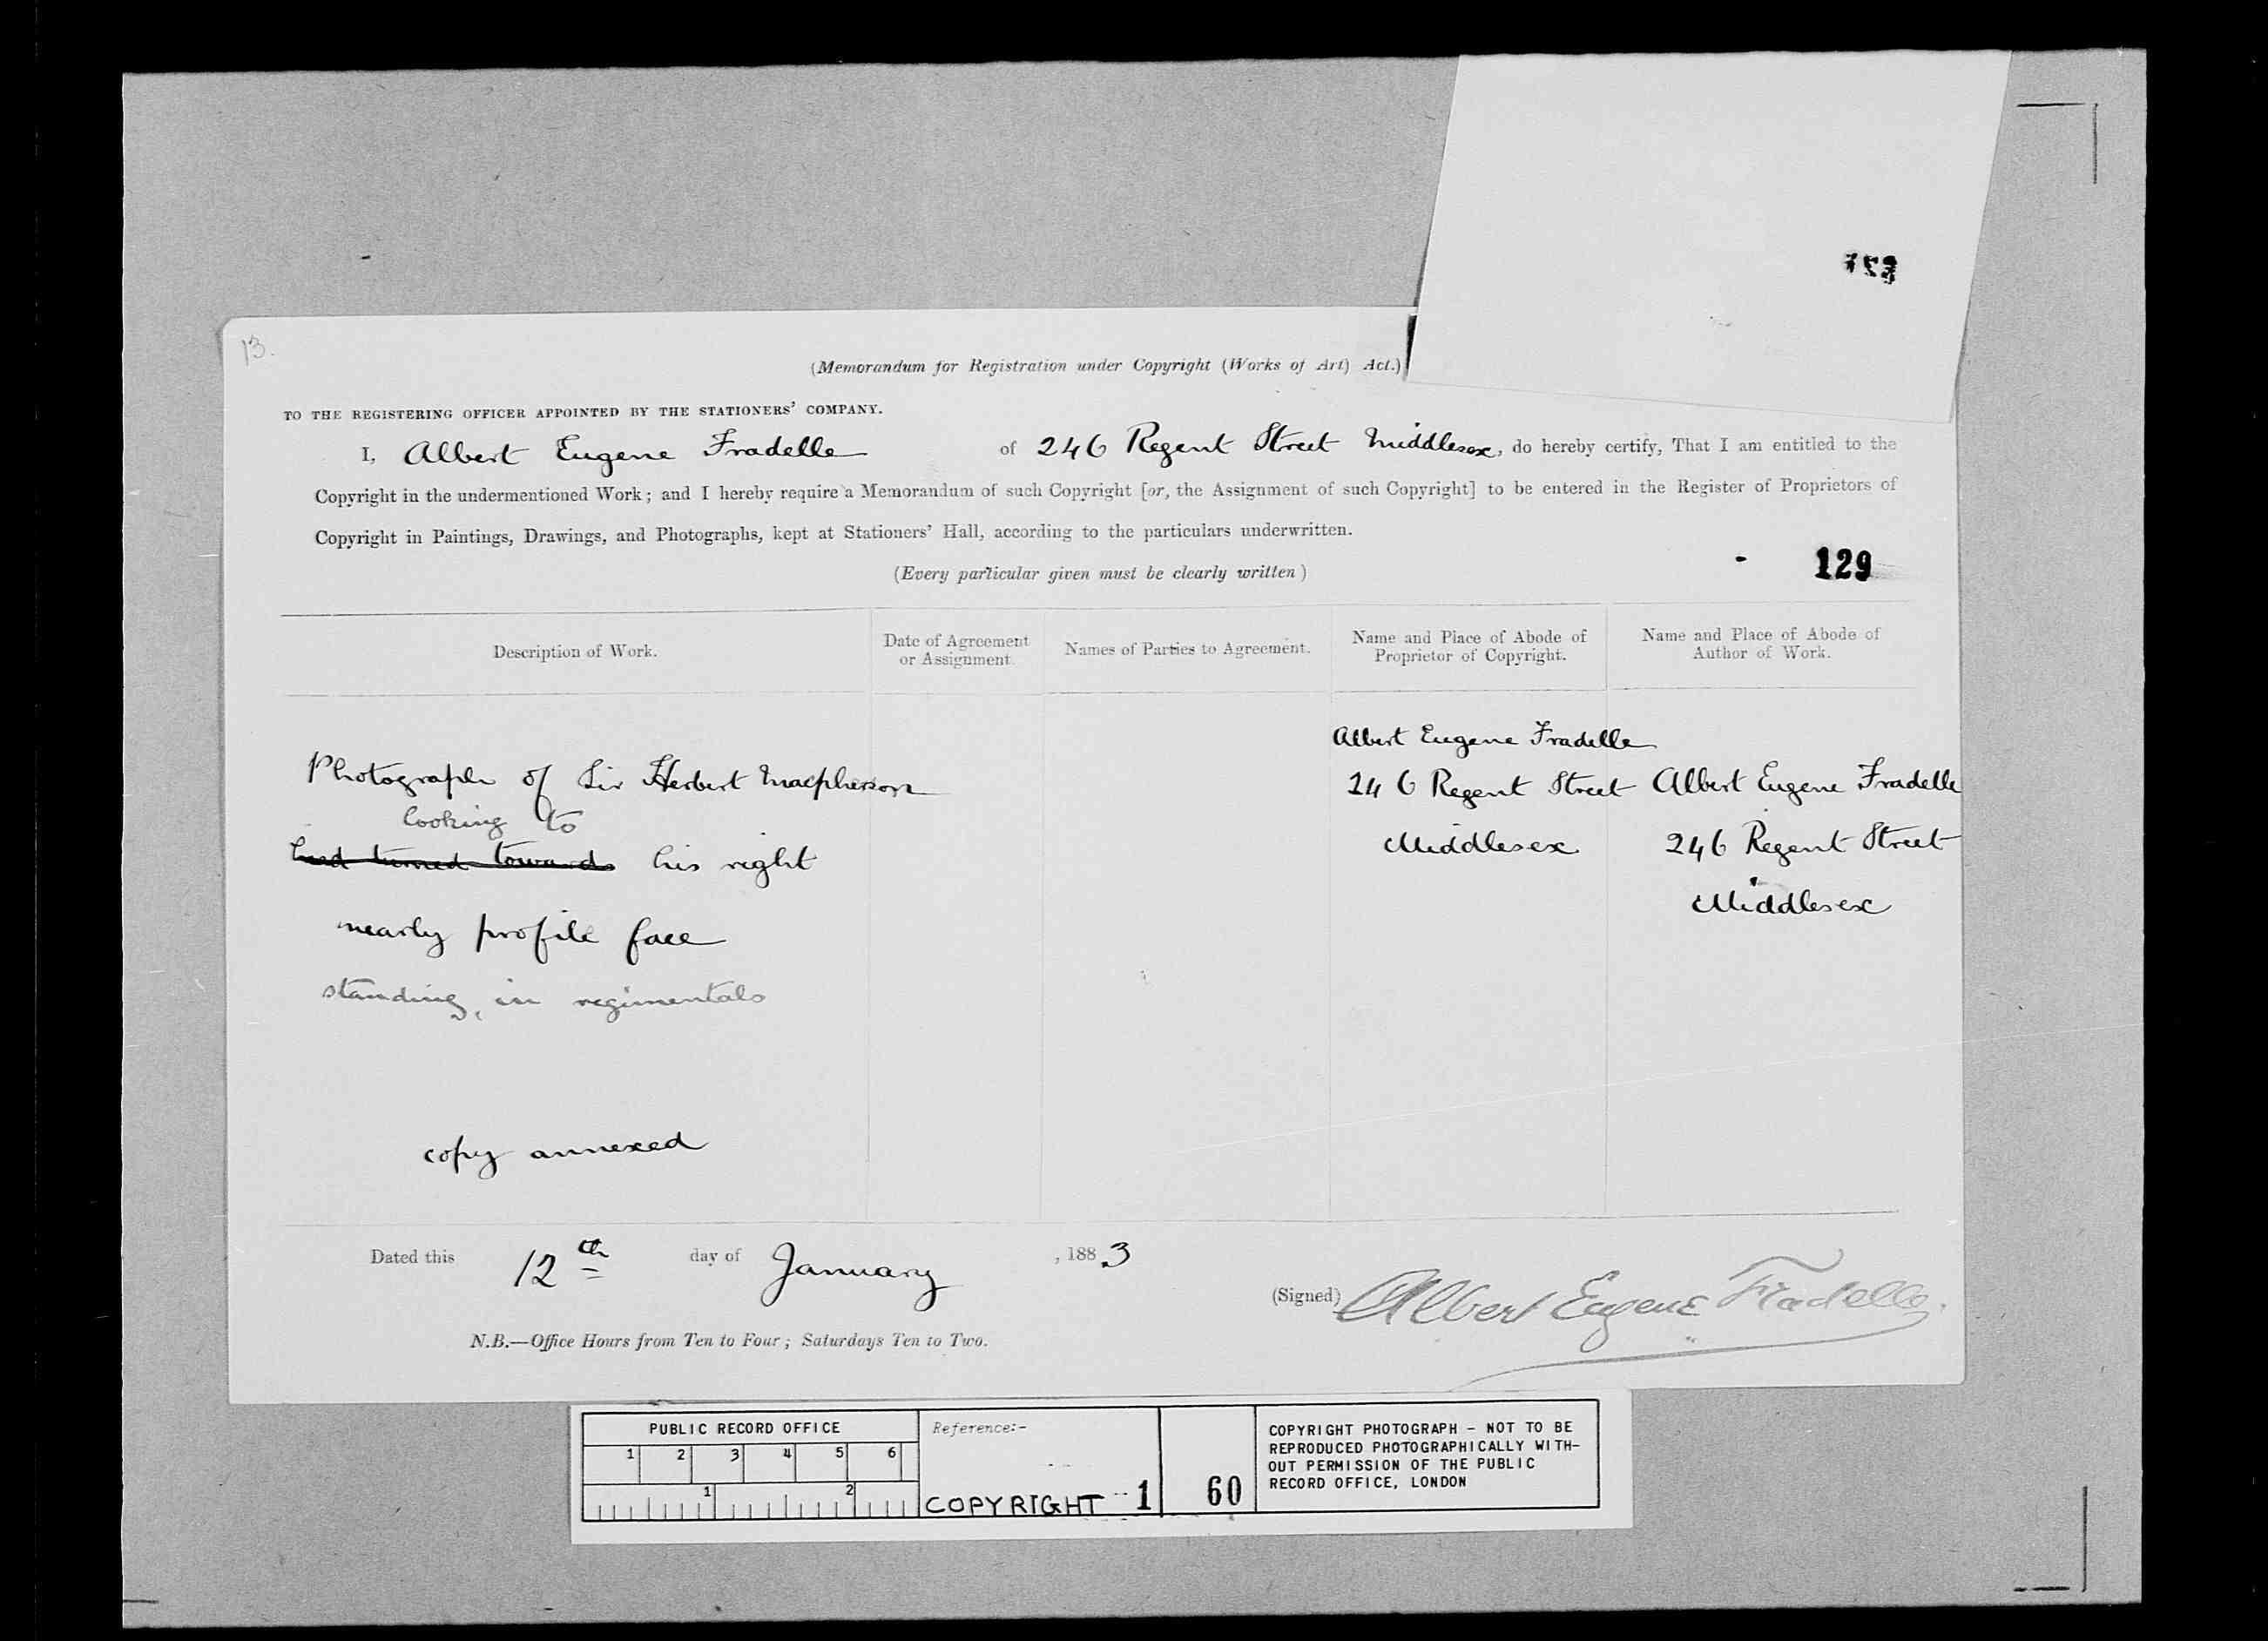 13.
(Memorandum for Registration under Copyright (Works of Art) Act.)
TO THE REGISTERING OFFICER APPOINTED BY THE STATIONERS' COMPANY.
I, Albert Eugene Fradelle of 246 Regent Street Middlesex, do hereby certify, That I am entitled to the
Copyright in the undermentioned Work; and I hereby require a Memorandum of such Copyright [or, the Assignment of such Copyright] to be entered in the Register of Proprietors of
Copyright in Paintings, Drawings, and Photographs, kept at Stationers' Hall, according to the particulars underwritten.
(Every particular given must be clearly written)
129
Description of Work.
Date of Agreement
or Assignment
Names of Parties to Agreement.
Name and Place of Abode of
Proprietor of Copyright.
Name and Place of Abode of
Author of Work.
Photograph of Sir Herbert Macpherson
looking to
head turned towards his right
nearly profile face
standing, in regimentals
copy annexed
Albert Eugene Fradelle
246 Regent Street
Middlesex
Albert Eugene Fradelle
246 Regent Street
Middlesex
Dated this 12th day of January, 1883
(Signed) Albert Eugene Fradelle.
N.B.—Office Hours from Ten to Four; Saturdays Ten to Two.
PUBLIC RECORD OFFICE
1 2 3 4 5 6
1 2
Reference:-
COPYRIGHT 1
60
COPYRIGHT PHOTOGRAPH - NOT TO BE
REPRODUCED PHOTOGRAPHICALLY WITH-
OUT PERMISSION OF THE PUBLIC
RECORD OFFICE, LONDON